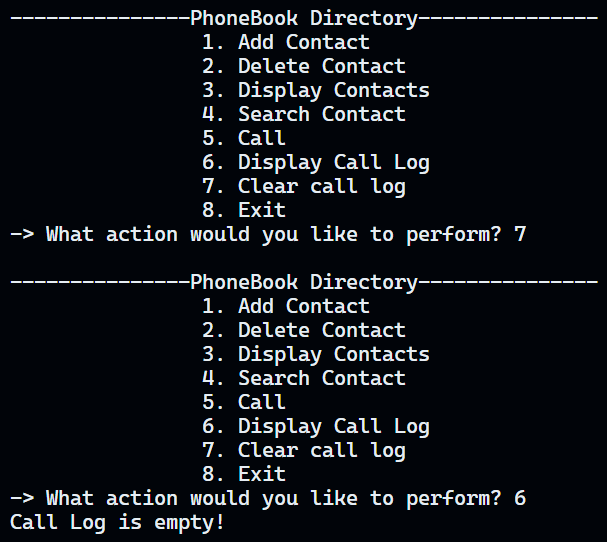 ---------------PhoneBook Directory---------------
1. Add Contact
2. Delete Contact
3. Display Contacts
4. Search Contact
5. Call
6. Display Call Log
7. Clear call log
8. Exit
-> What action would you like to perform? 7
---------------PhoneBook Directory---------------
1. Add Contact
2. Delete Contact
3. Display Contacts
4. Search Contact
5. Call
6. Display Call Log
7. Clear call log
8. Exit
-> What action would you like to perform? 6
Call Log is empty!